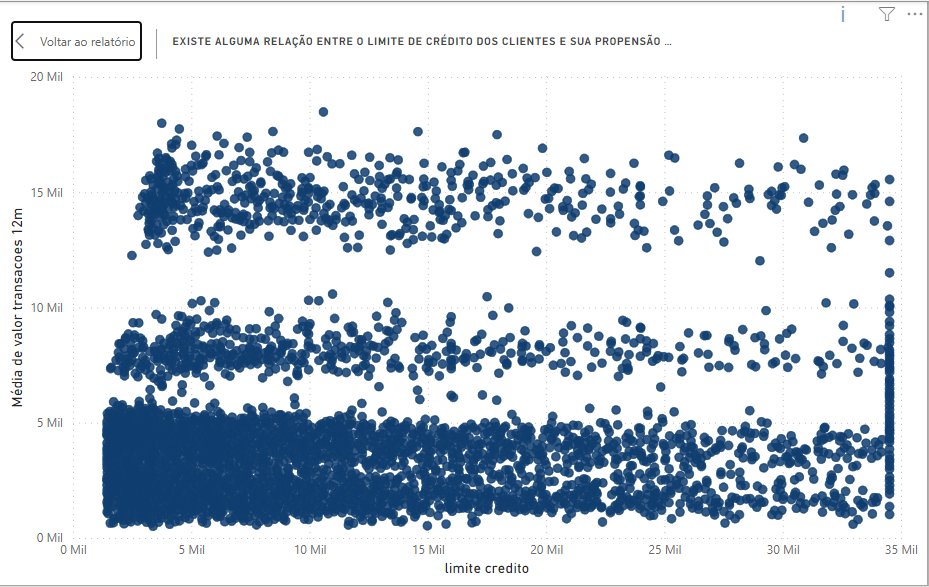 Voltar ao relatório
EXISTE ALGUMA RELAÇÃO ENTRE O LIMITE DE CRÉDITO DOS CLIENTES E SUA PROPENSÃO ...
20 Mil
15 Mil
10 Mil
5 Mil
0 Mil
Média de valor transacoes 12m
0 Mil 5 Mil 10 Mil 15 Mil 20 Mil 25 Mil 30 Mil 35 Mil
limite credito